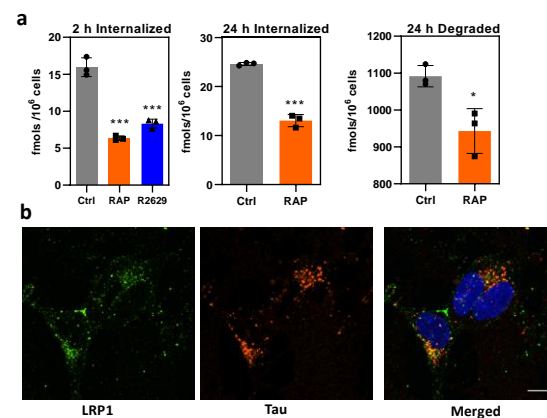 a
2 h Internalized
fmols /10⁶ cells
20
15
10
5
0
***
***
Ctrl
RAP
R2629
24 h Internalized
fmols/10⁶ cells
30
20
10
0
***
Ctrl
RAP
24 h Degraded
fmols/10⁶ cells
1200
1100
1000
900
800
*
Ctrl
RAP
b
LRP1
Tau
Merged